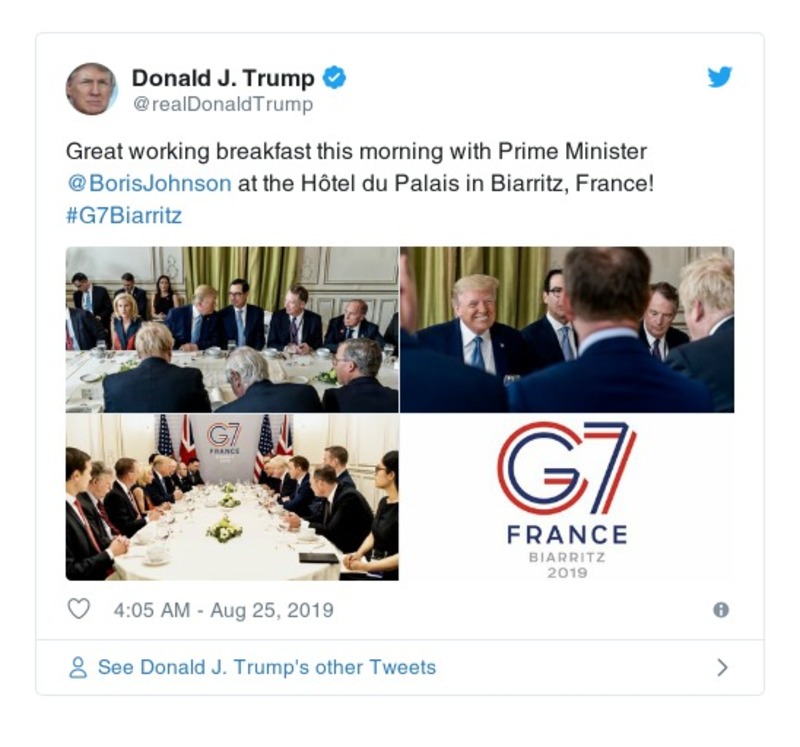 Donald J. Trump
@realDonaldTrump
Great working breakfast this morning with Prime Minister
@BorisJohnson at the Hôtel du Palais in Biarritz, France!
#G7Biarritz
G7
FRANCE
G7
FRANCE
BIARRITZ
2019
4:05 AM - Aug 25, 2019
See Donald J. Trump's other Tweets